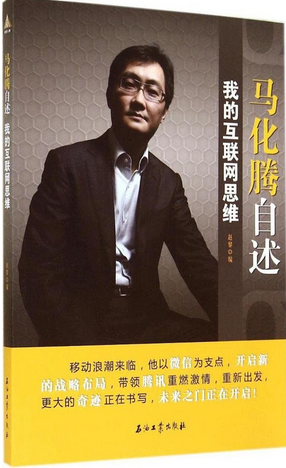 马化腾自述
我的互联网思维
马化腾自述 我的互联网思维
移动浪潮来临，他以微信为支点，开启新
的战略布局，带领腾讯重燃激情，重新出发，
更大的奇迹正在书写，未来之门正在开启！
石油工业出版社